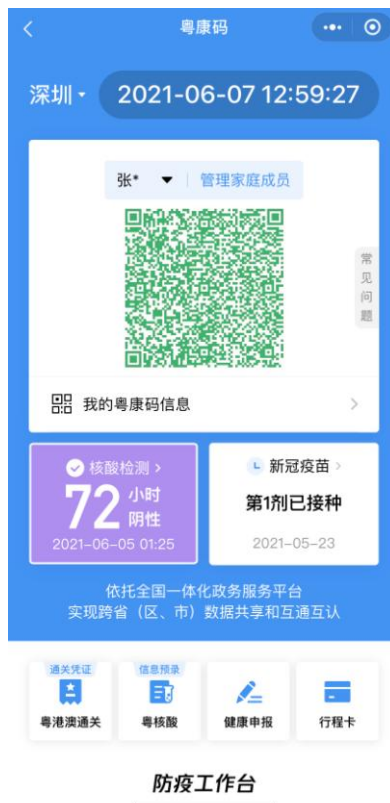 粤康码
深圳
2021-06-07 12:59:27
张* 管理家庭成员
常见问题
我的粤康码信息
核酸检测
72 小时 阴性
2021-06-05 01:25
新冠疫苗
第1剂已接种
2021-05-23
依托全国一体化政务服务平台
实现跨省（区、市）数据共享和互通互认
通关凭证
粤港澳通关
信息预录
粤核酸
健康申报
行程卡
防疫工作台